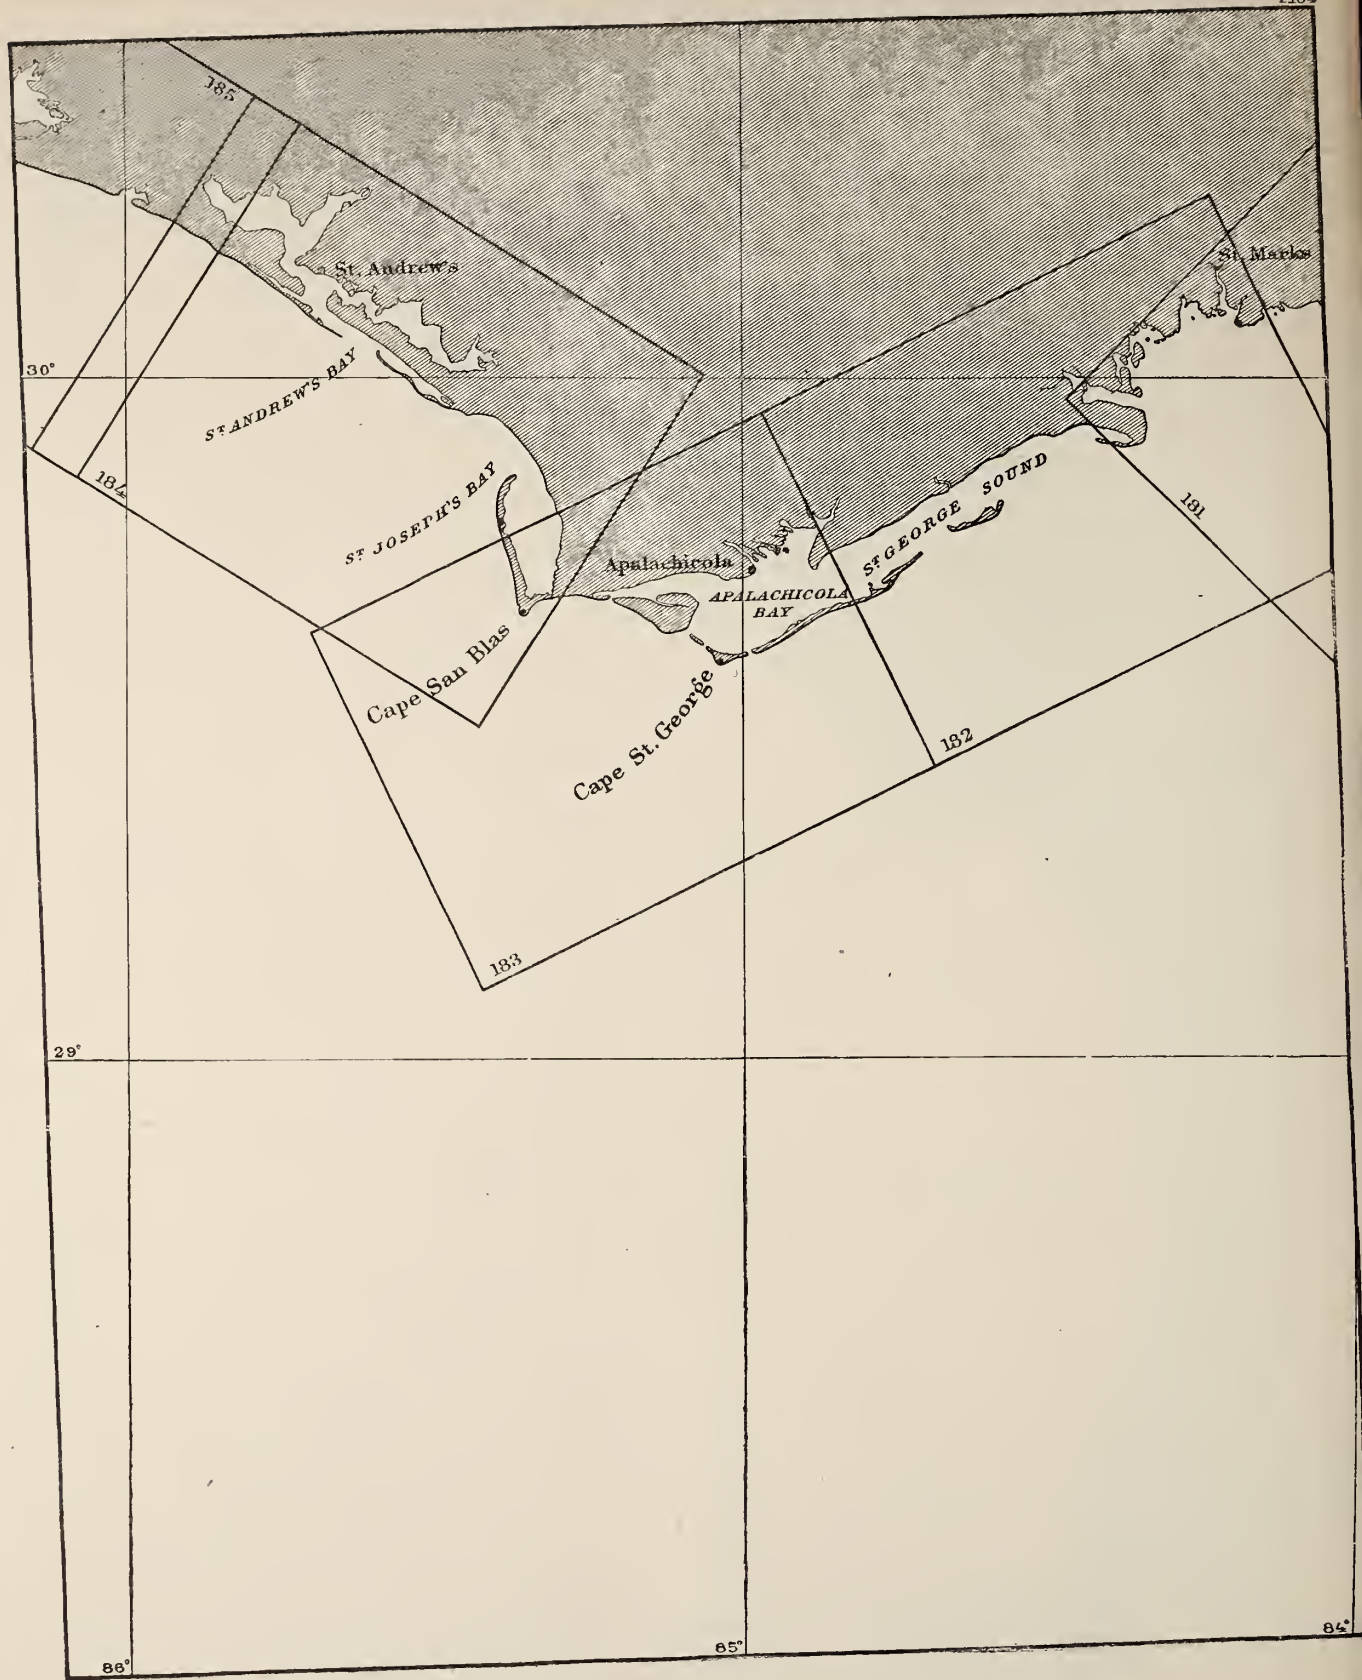 185
St. Andrew's
St. Marks
30°
ST ANDREW'S BAY
184
ST JOSEPH'S BAY
ST GEORGE SOUND
181
Apalachicola
APALACHICOLA
BAY
Cape San Blas
Cape St. George
182
183
29°
86°
85°
84°